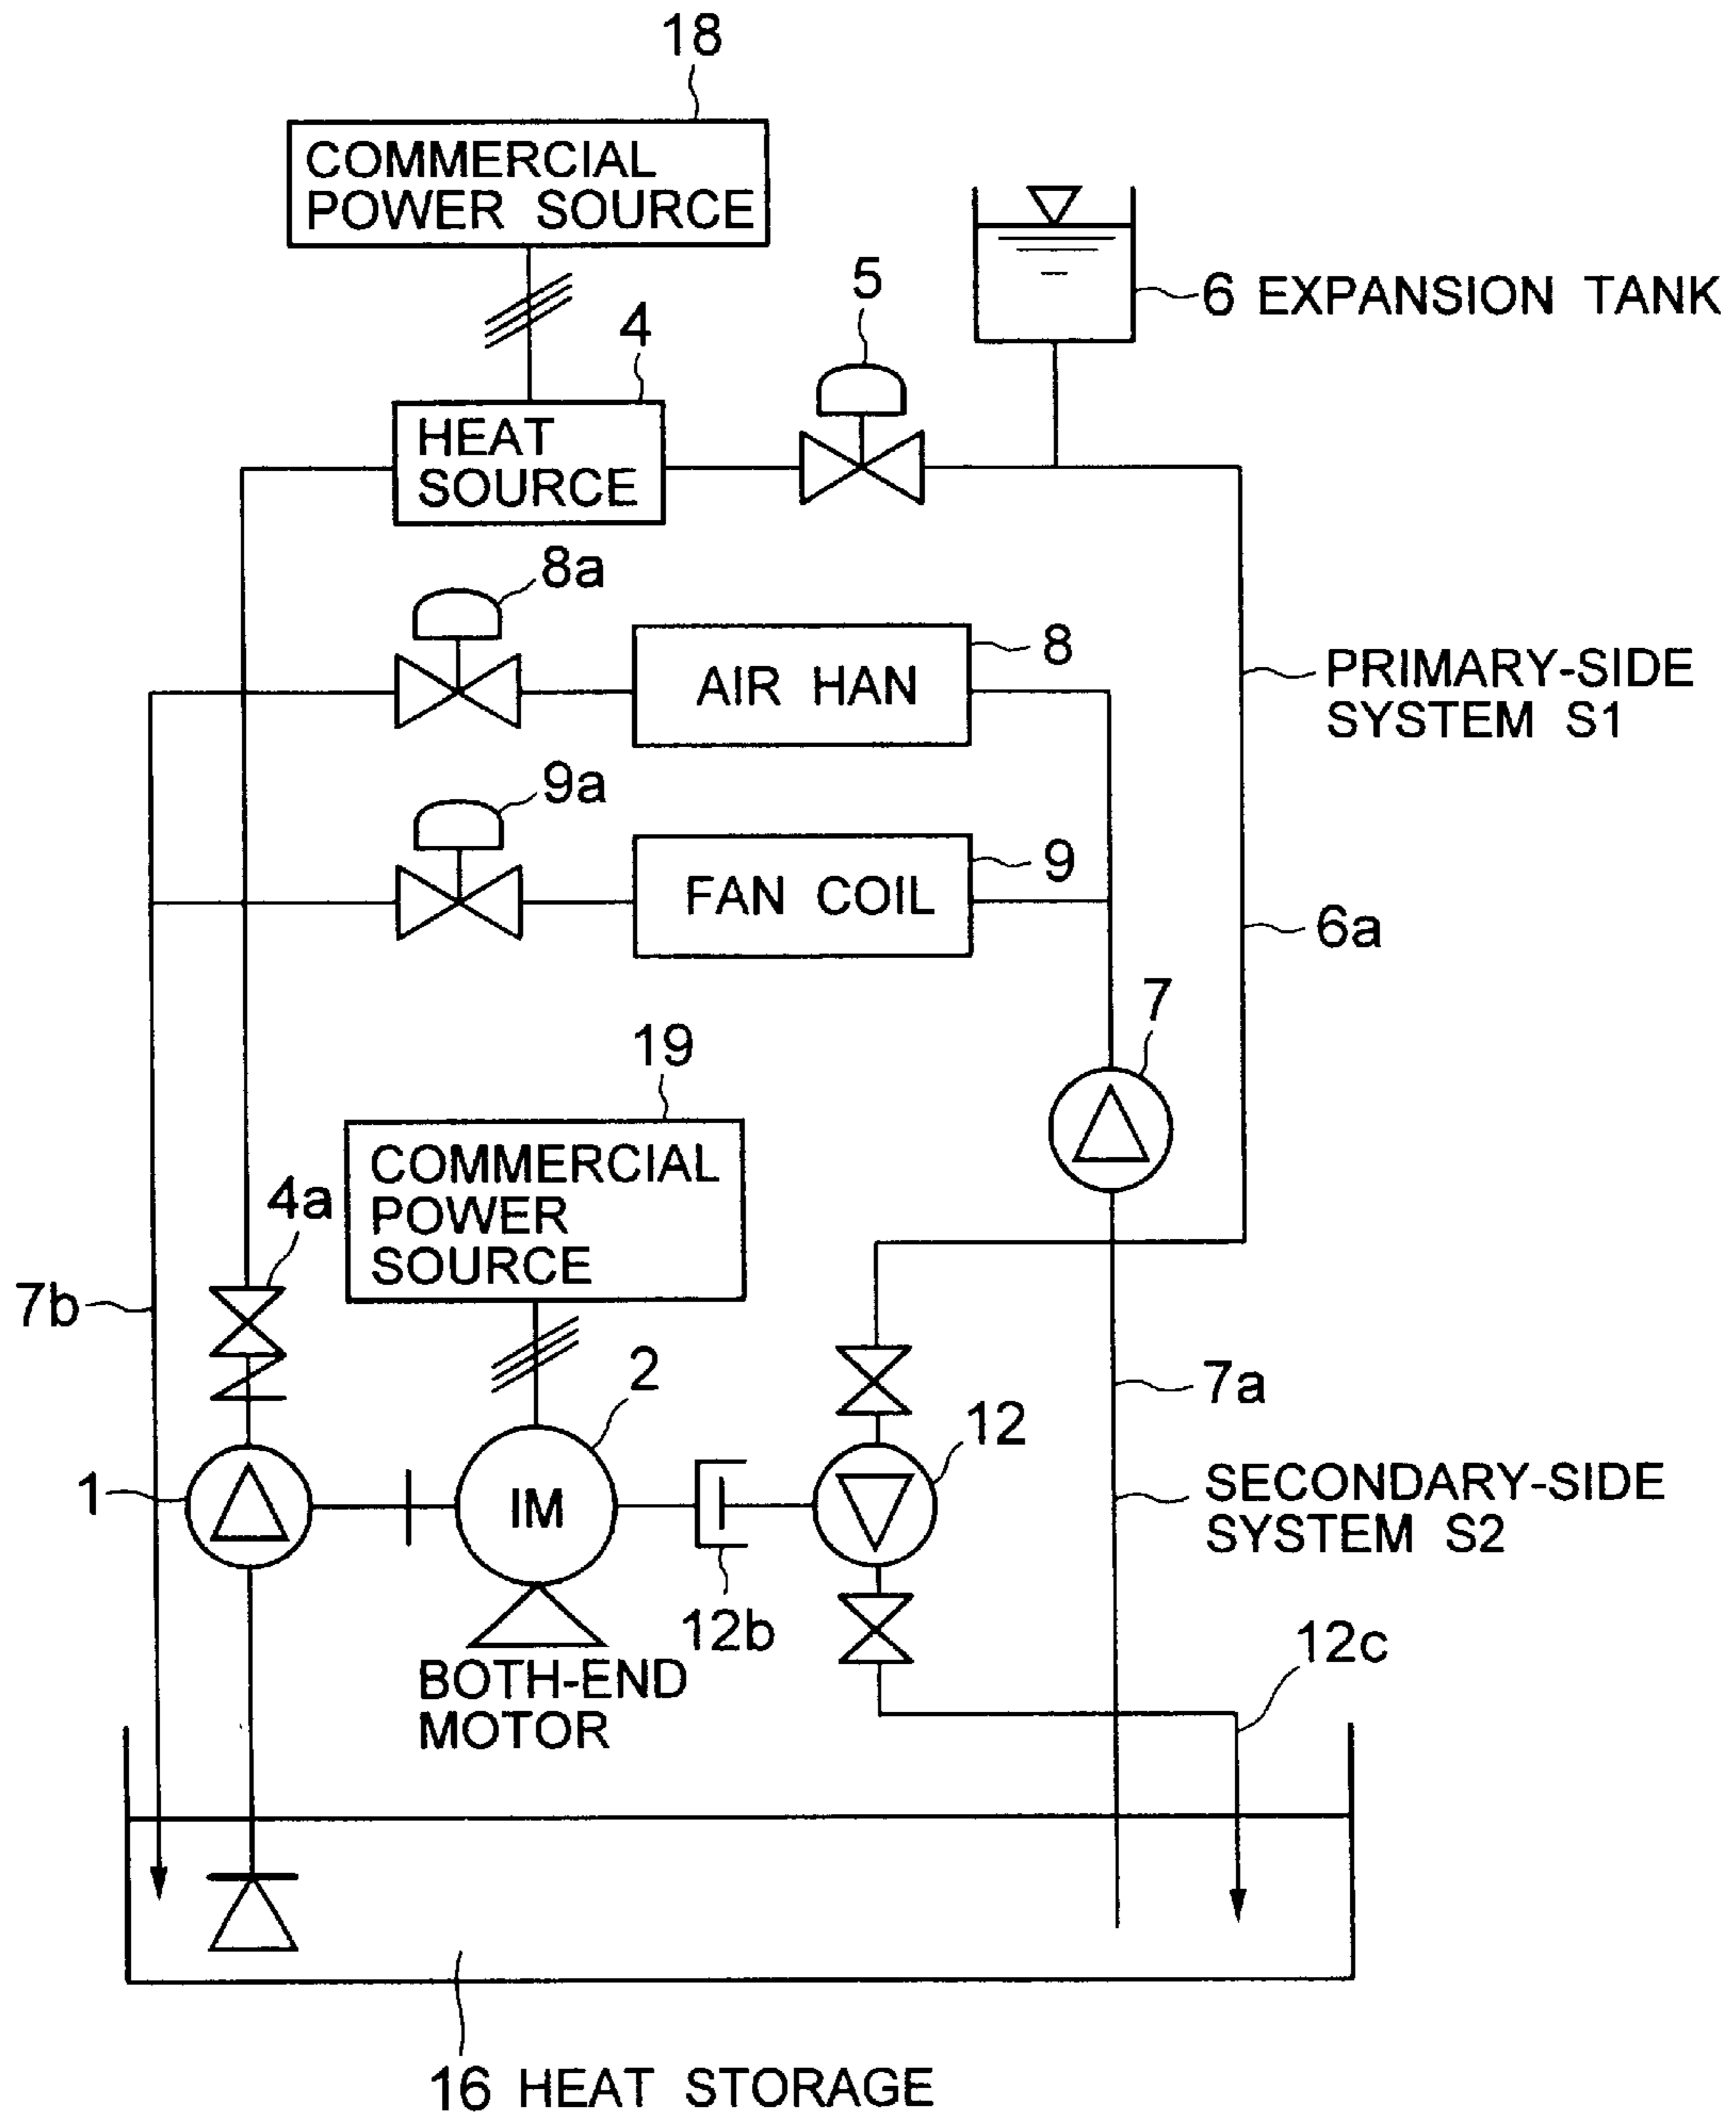 18
COMMERCIAL
POWER SOURCE
5
6 EXPANSION TANK
4
HEAT
SOURCE
8a
8
AIR HAN
PRIMARY-SIDE
SYSTEM S1
9a
9
FAN COIL
6a
7
19
COMMERCIAL
POWER
SOURCE
4a
7b
2
7a
12
1
IM
SECONDARY-SIDE
SYSTEM S2
12b
12c
BOTH-END
MOTOR
16 HEAT STORAGE